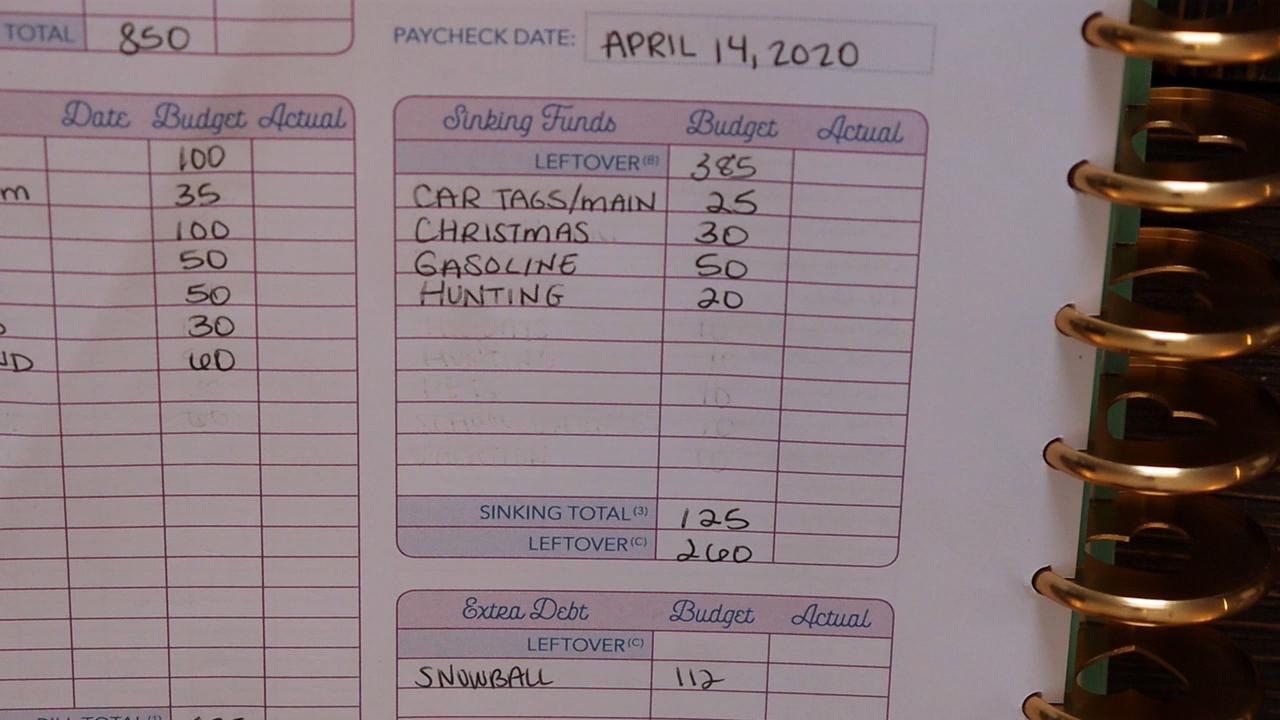 TOTAL 850
Date Budget Actual
100
m 35
100
50
50
30
ND 60
PAYCHECK DATE: APRIL 14, 2020
Sinking Funds Budget Actual
LEFTOVER(B) 385
CAR TAGS/MAIN 25
CHRISTMAS 30
GASOLINE 50
HUNTING 20
SINKING TOTAL(3) 125
LEFTOVER(C) 260
Extra Debt Budget Actual
LEFTOVER(C)
SNOWBALL 112